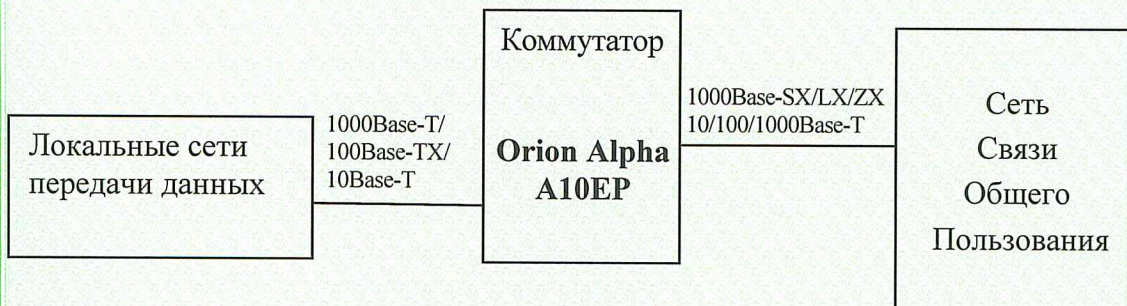 Локальные сети
передачи данных
1000Base-T/
100Base-TX/
10Base-T
Коммутатор
Orion Alpha
A10EP
1000Base-SX/LX/ZX
10/100/1000Base-T
Сеть
Связи
Общего
Пользования